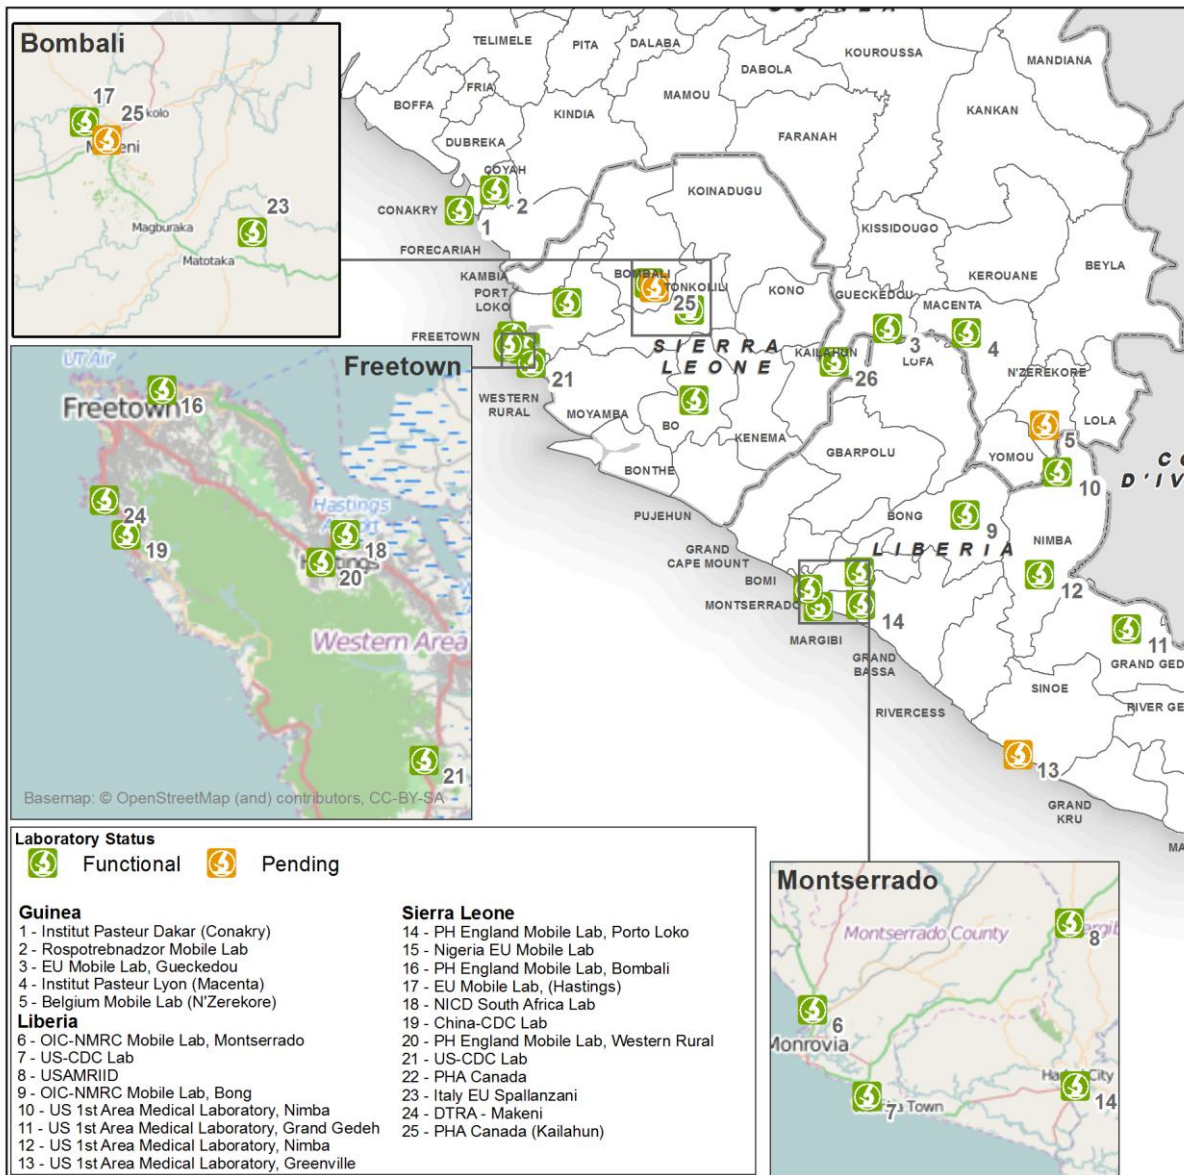 Bombali
17
25
kolo
23
Magburaka
Matotaka
GUINEA
TELIMELE
PITA
DALABA
KOUROUSSA
MANDIANA
DABOLA
FRIA
BOFFA
MAMOU
KANKAN
KINDIA
FARANAH
DUBREKA
COYAH
KOINADUGU
CONAKRY
2
1
KISSIDOUGO
FORECARIAH
BEYLA
KEROUANE
KAMBIA
BOMBALI
TONKOLILI
KONO
GUECKEDOU
PORT
LOKO
MACENTA
25
FREETOWN
3
4
SIERRA
LEONE
KAILAHUN
LOFA
26
N'ZEREKORE
21
WESTERN
RURAL
MOYAMBA
BO
LOLA
5
KENEMA
GBARPOLU
YOMOU
BONTHE
10
D'IV
PUJEHUN
BONG
9
NIMBA
GRAND
CAPE MOUNT
LIBERIA
BOMI
12
MONTSERRADO
14
MARGIBI
11
GRAND
BASSA
GRAND GED
SINOE
RIVERCESS
RIVER GE
13
GRAND
KRU
MA
UT Air
Freetown
Freetown
16
24
19
Hastings
18
20
Western Area
21
Basemap: © OpenStreetMap (and) contributors, CC-BY-SA
Laboratory Status
Functional
Pending
Guinea
1 - Institut Pasteur Dakar (Conakry)
2 - Rospotrebnadzor Mobile Lab
3 - EU Mobile Lab, Gueckedou
4 - Institut Pasteur Lyon (Macenta)
5 - Belgium Mobile Lab (N'Zerekore)
Liberia
6 - OIC-NMRC Mobile Lab, Montserrado
7 - US-CDC Lab
8 - USAMRIID
9 - OIC-NMRC Mobile Lab, Bong
10 - US 1st Area Medical Laboratory, Nimba
11 - US 1st Area Medical Laboratory, Grand Gedeh
12 - US 1st Area Medical Laboratory, Nimba
13 - US 1st Area Medical Laboratory, Greenville
Sierra Leone
14 - PH England Mobile Lab, Porto Loko
15 - Nigeria EU Mobile Lab
16 - PH England Mobile Lab, Bombali
17 - EU Mobile Lab, (Hastings)
18 - NICD South Africa Lab
19 - China-CDC Lab
20 - PH England Mobile Lab, Western Rural
21 - US-CDC Lab
22 - PHA Canada
23 - Italy EU Spallanzani
24 - DTRA - Makeni
25 - PHA Canada (Kailahun)
Montserrado
Montserrado County
8
6
Monrovia
7
Town
City
14